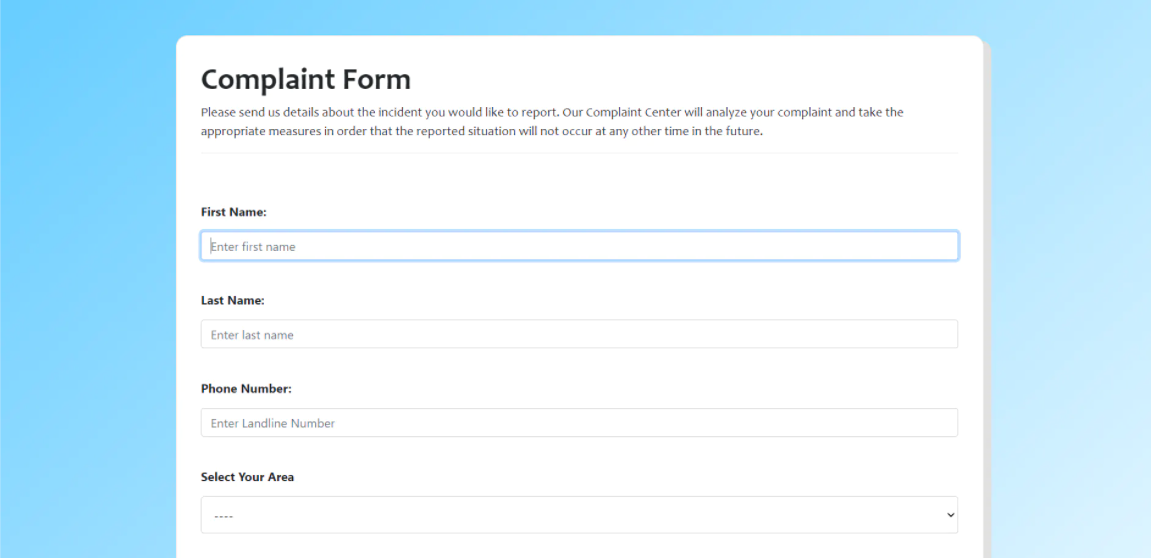 Complaint Form
Please send us details about the incident you would like to report. Our Complaint Center will analyze your complaint and take the
appropriate measures in order that the reported situation will not occur at any other time in the future.
First Name:
Enter first name
Last Name:
Enter last name
Phone Number:
Enter Landline Number
Select Your Area
----